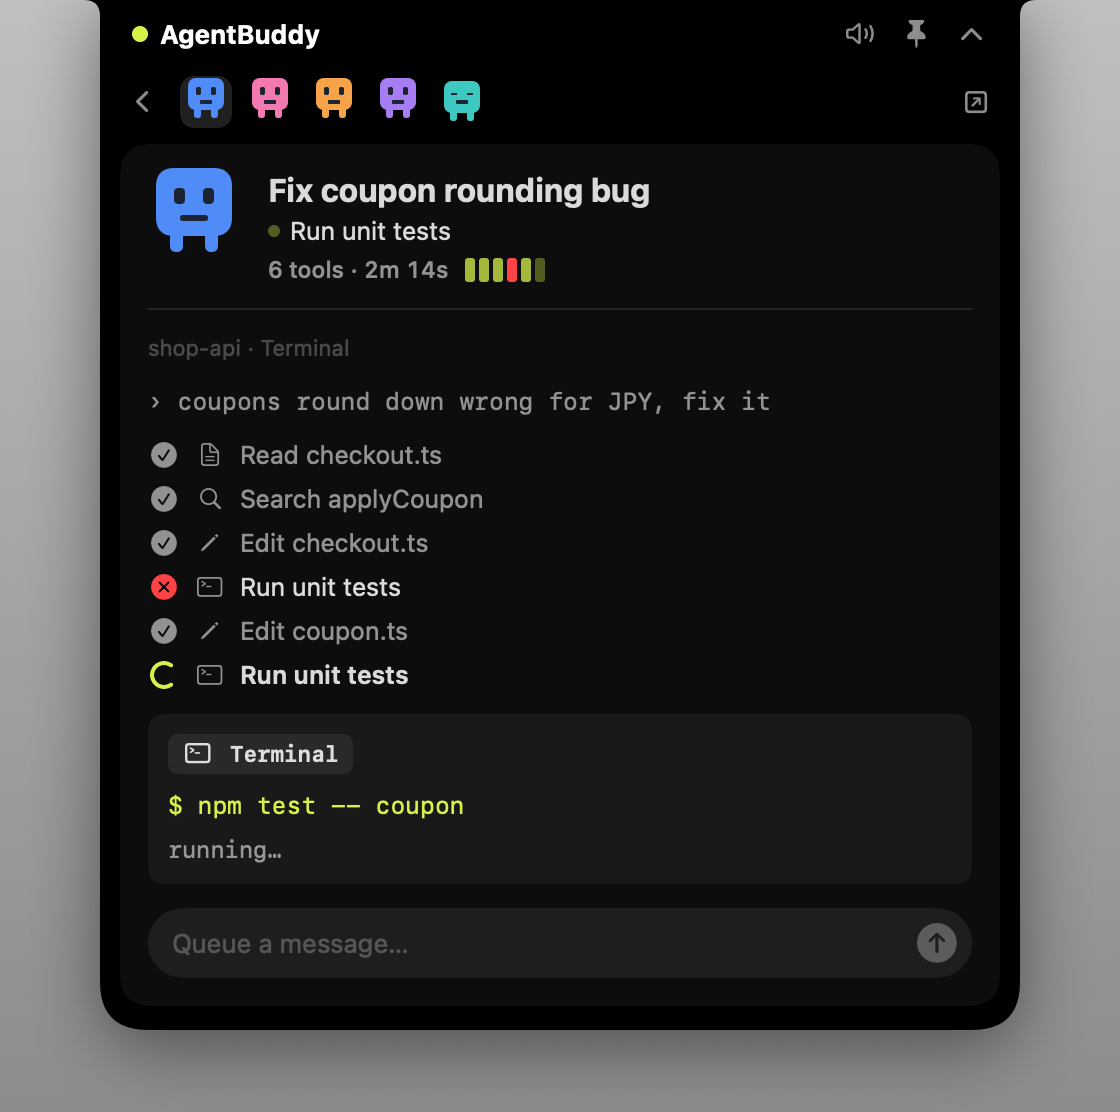 AgentBuddy
Fix coupon rounding bug
Run unit tests
6 tools · 2m 14s
shop-api · Terminal
› coupons round down wrong for JPY, fix it
Read checkout.ts
Search applyCoupon
Edit checkout.ts
Run unit tests
Edit coupon.ts
Run unit tests
Terminal
$ npm test -- coupon
running…
Queue a message...